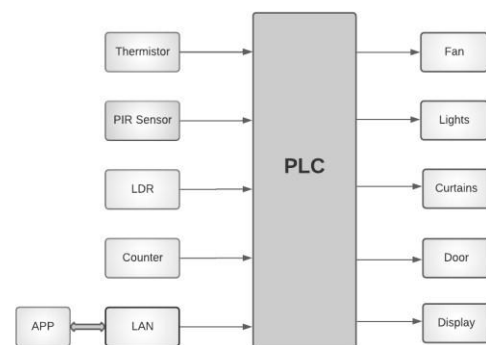 Thermistor
Fan
PIR Sensor
Lights
PLC
LDR
Curtains
Counter
Door
APP
LAN
Display